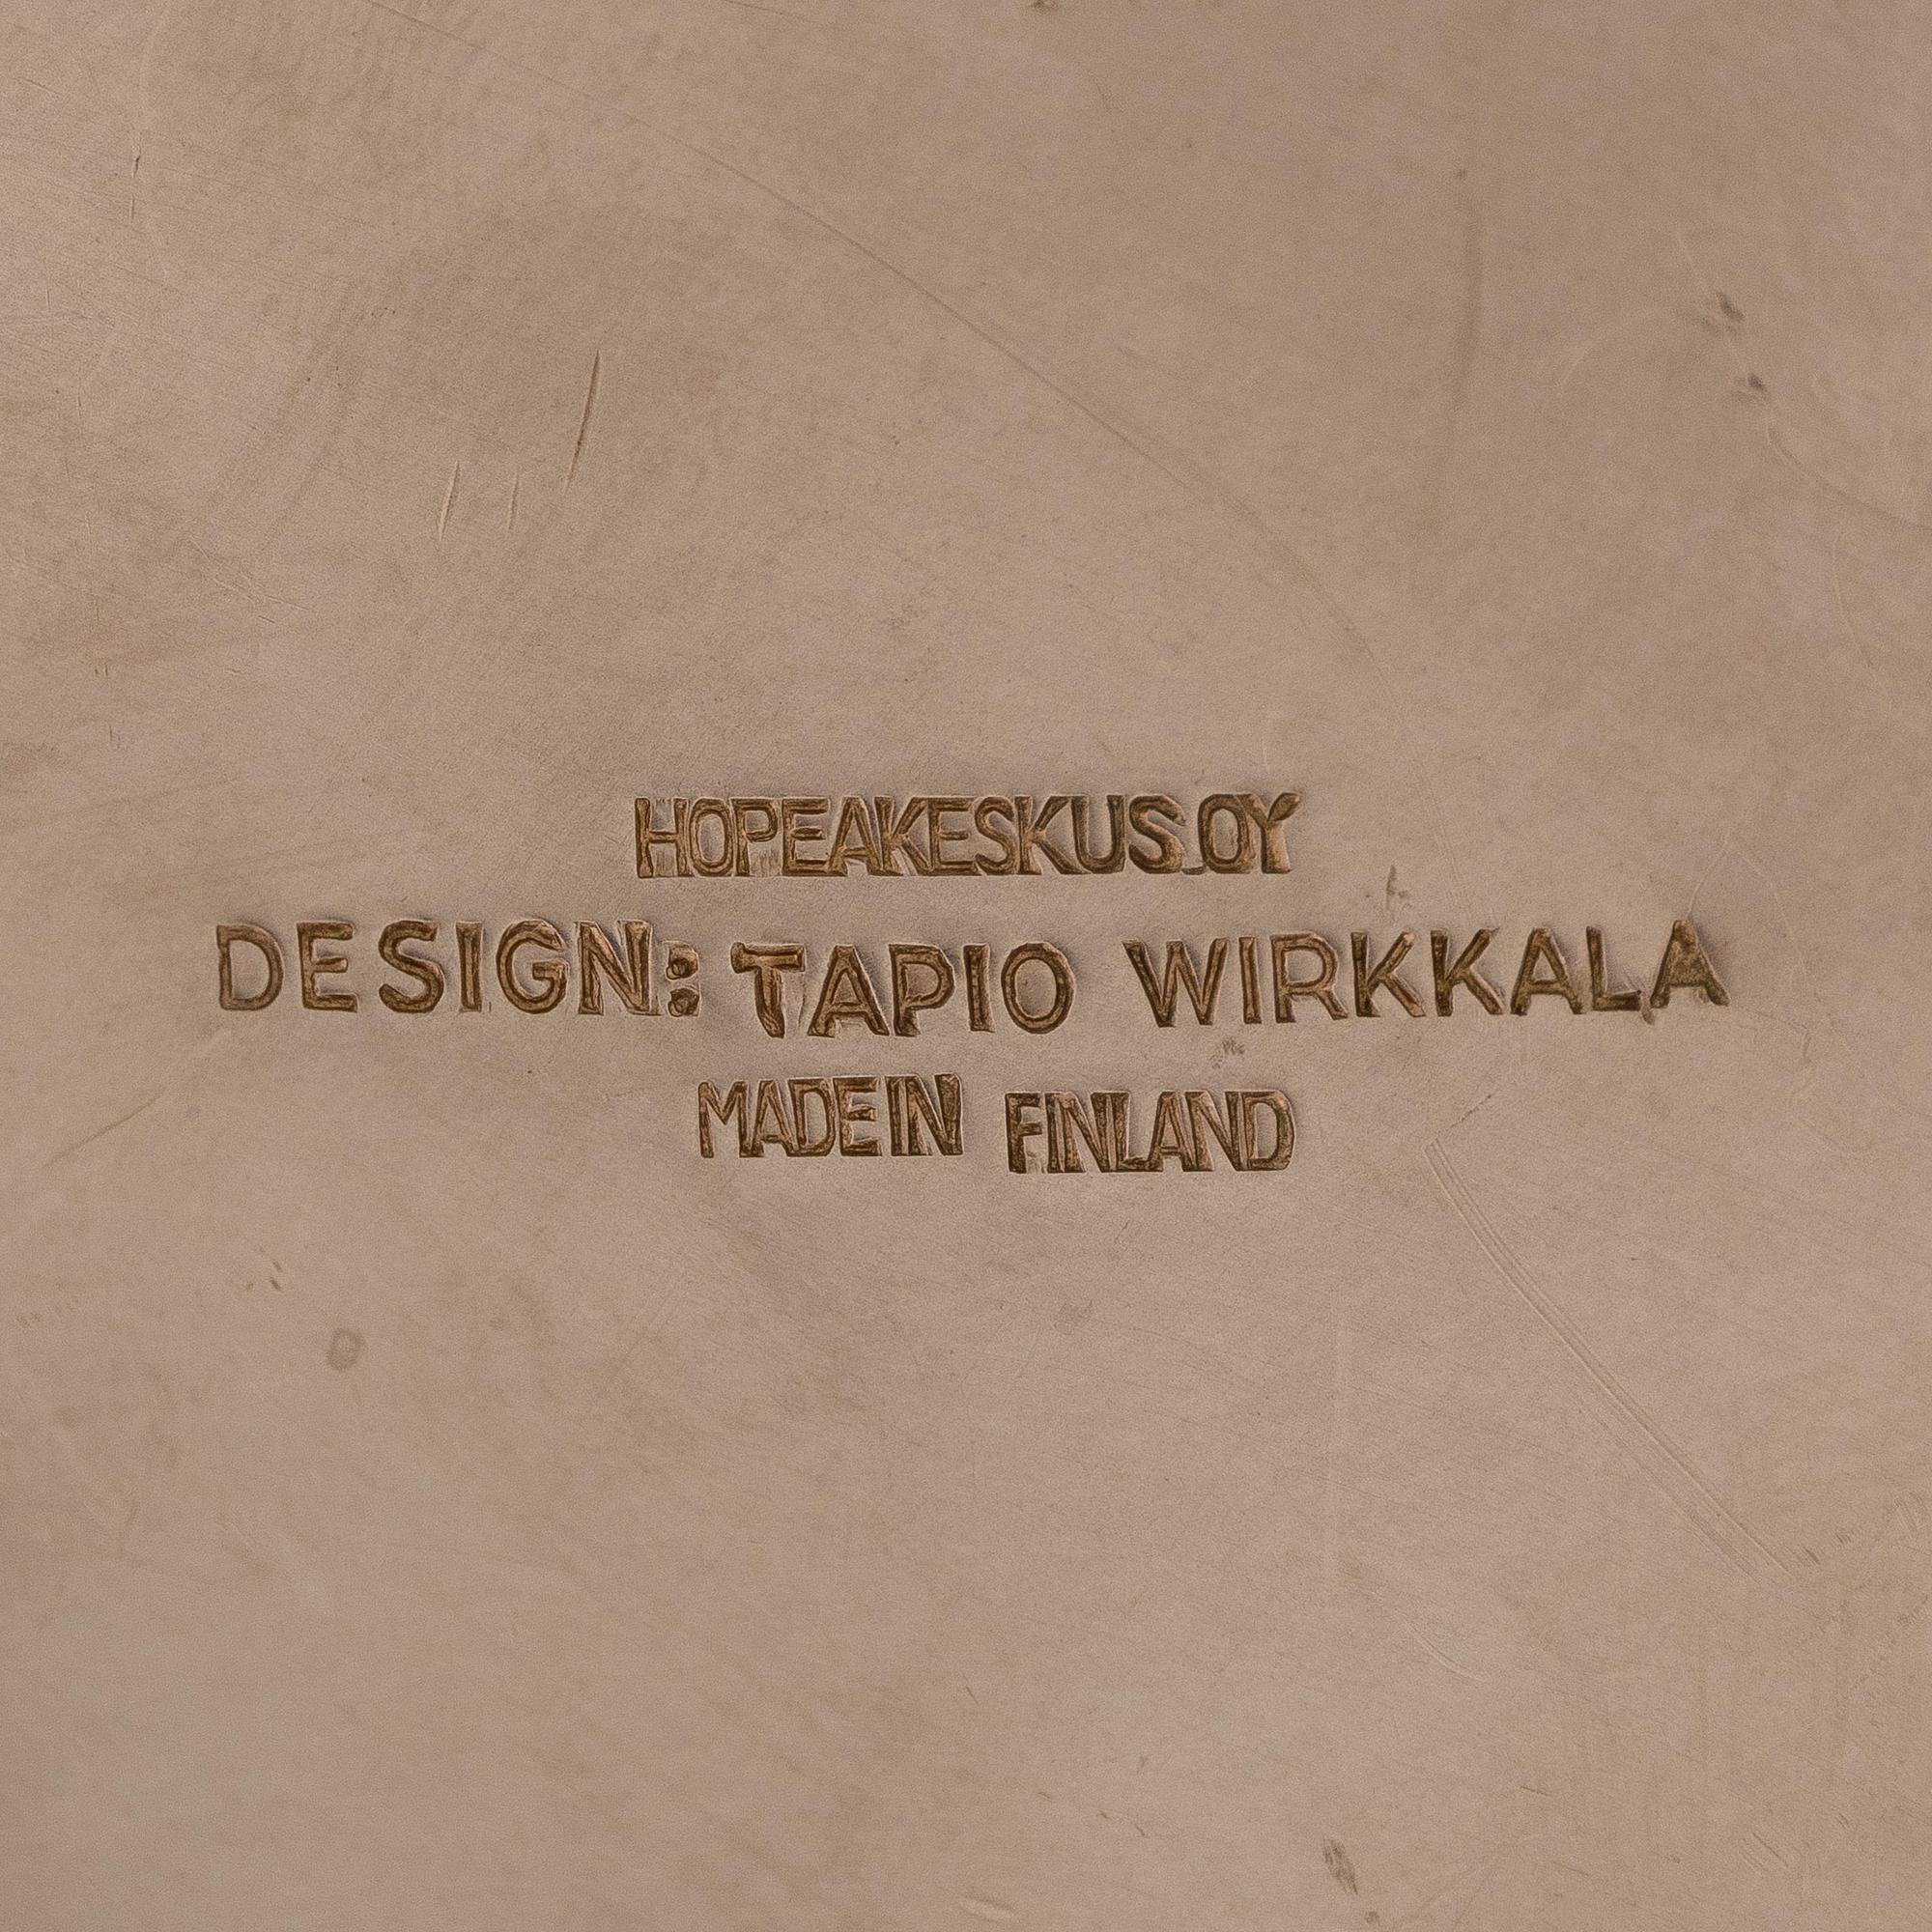 HOPEAKESKUS.OY
DESIGN: TAPIO WIRKKALA
MADE IN FINLAND